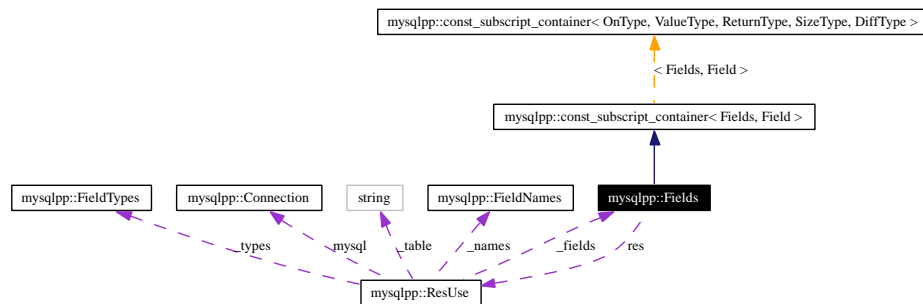 mysqlpp::const_subscript_container< OnType, ValueType, ReturnType, SizeType, DiffType >
< Fields, Field >
mysqlpp::const_subscript_container< Fields, Field >
mysqlpp::FieldTypes
mysqlpp::Connection
string
mysqlpp::FieldNames
mysqlpp::Fields
_types
mysql
_table
_names
_fields
res
mysqlpp::ResUse